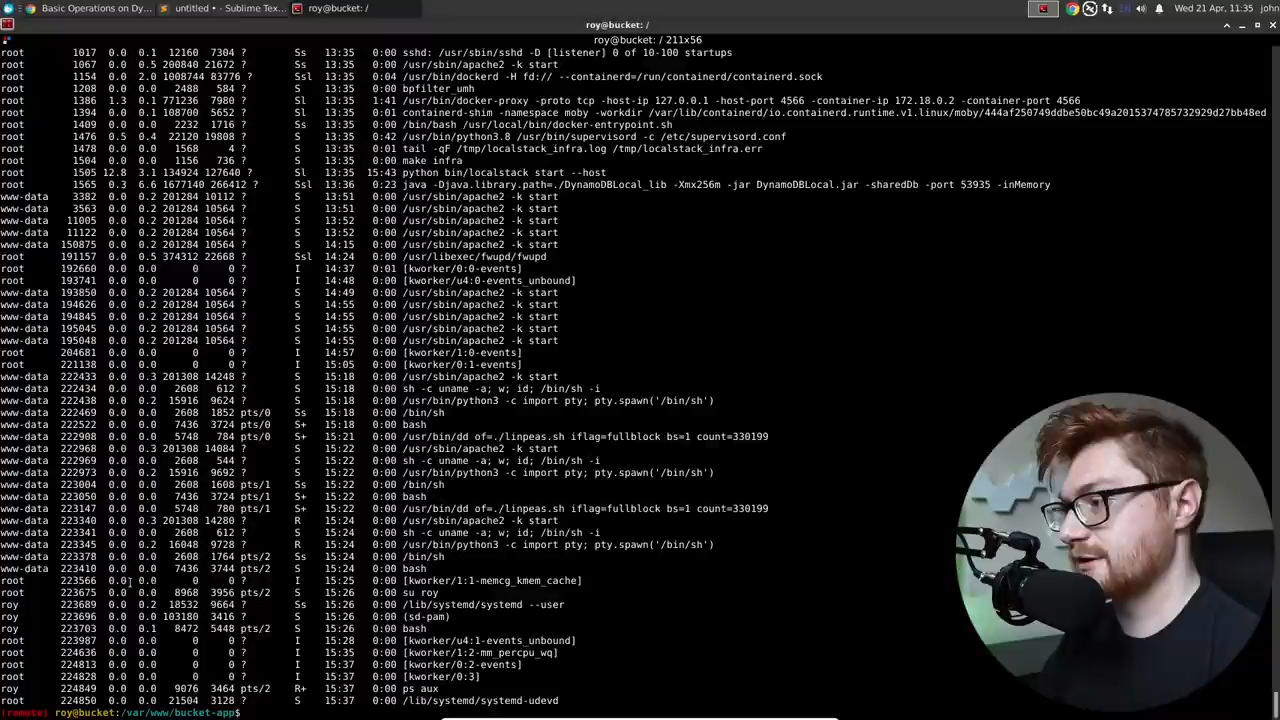 Basic Operations on Dy... untitled • - Sublime Tex... roy@bucket: / Wed 21 Apr, 11:35 john
roy@bucket: /
roy@bucket: / 211x56
root 1017 0.0 0.1 12160 7304 ? Ss 13:35 0:00 sshd: /usr/sbin/sshd -D [listener] 0 of 10-100 startups
root 1067 0.0 0.5 200840 21672 ? Ss 13:35 0:00 /usr/sbin/apache2 -k start
root 1154 0.0 2.0 1008744 83776 ? Ssl 13:35 0:04 /usr/bin/dockerd -H fd:// --containerd=/run/containerd/containerd.sock
root 1208 0.0 0.0 2488 584 ? S 13:35 0:00 bpfilter_umh
root 1386 1.3 0.1 771236 7980 ? Sl 13:35 1:41 /usr/bin/docker-proxy -proto tcp -host-ip 127.0.0.1 -host-port 4566 -container-ip 172.18.0.2 -container-port 4566
root 1394 0.0 0.1 108700 5652 ? Sl 13:35 0:01 containerd-shim -namespace moby -workdir /var/lib/containerd/io.containerd.runtime.v1.linux/moby/444af250749ddbe50bc49a2015374785732929d27bb48ed
root 1409 0.0 0.0 2232 1716 ? Ss 13:35 0:00 /bin/bash /usr/local/bin/docker-entrypoint.sh
root 1476 0.5 0.4 22120 19808 ? S 13:35 0:42 /usr/bin/python3.8 /usr/bin/supervisord -c /etc/supervisord.conf
root 1478 0.0 0.0 1568 4 ? S 13:35 0:01 tail -qF /tmp/localstack_infra.log /tmp/localstack_infra.err
root 1504 0.0 0.0 1156 736 ? S 13:35 0:00 make infra
root 1505 12.8 3.1 134924 127640 ? Sl 13:35 15:43 python bin/localstack start --host
root 1565 0.3 6.6 1677140 266412 ? Ssl 13:36 0:23 java -Djava.library.path=./DynamoDBLocal_lib -Xmx256m -jar DynamoDBLocal.jar -sharedDb -port 53935 -inMemory
www-data 3382 0.0 0.2 201284 10112 ? S 13:51 0:00 /usr/sbin/apache2 -k start
www-data 3563 0.0 0.2 201284 10564 ? S 13:51 0:00 /usr/sbin/apache2 -k start
www-data 11005 0.0 0.2 201284 10564 ? S 13:52 0:00 /usr/sbin/apache2 -k start
www-data 11122 0.0 0.2 201284 10564 ? S 13:52 0:00 /usr/sbin/apache2 -k start
www-data 150875 0.0 0.2 201284 10564 ? S 14:15 0:00 /usr/sbin/apache2 -k start
root 191157 0.0 0.5 374312 22668 ? Ssl 14:24 0:00 /usr/libexec/fwupd/fwupd
root 192660 0.0 0.0 0 0 ? I 14:37 0:01 [kworker/0:0-events]
root 193741 0.0 0.0 0 0 ? I 14:48 0:00 [kworker/u4:0-events_unbound]
www-data 193850 0.0 0.2 201284 10564 ? S 14:49 0:00 /usr/sbin/apache2 -k start
www-data 194626 0.0 0.2 201284 10564 ? S 14:55 0:00 /usr/sbin/apache2 -k start
www-data 194845 0.0 0.2 201284 10564 ? S 14:55 0:00 /usr/sbin/apache2 -k start
www-data 195045 0.0 0.2 201284 10564 ? S 14:55 0:00 /usr/sbin/apache2 -k start
www-data 195048 0.0 0.2 201284 10564 ? S 14:55 0:00 /usr/sbin/apache2 -k start
root 204681 0.0 0.0 0 0 ? I 14:57 0:00 [kworker/1:0-events]
root 221138 0.0 0.0 0 0 ? I 15:05 0:00 [kworker/0:1-events]
www-data 222433 0.0 0.3 201308 14248 ? S 15:18 0:00 /usr/sbin/apache2 -k start
www-data 222434 0.0 0.0 2608 612 ? S 15:18 0:00 sh -c uname -a; w; id; /bin/sh -i
www-data 222438 0.0 0.2 15916 9624 ? S 15:18 0:00 /usr/bin/python3 -c import pty; pty.spawn('/bin/sh')
www-data 222469 0.0 0.0 2608 1852 pts/0 Ss 15:18 0:00 /bin/sh
www-data 222522 0.0 0.0 7436 3724 pts/0 S+ 15:18 0:00 bash
www-data 222908 0.0 0.0 5748 784 pts/0 S+ 15:21 0:00 /usr/bin/dd of=./linpeas.sh iflag=fullblock bs=1 count=330199
www-data 222968 0.0 0.3 201308 14084 ? S 15:22 0:00 /usr/sbin/apache2 -k start
www-data 222969 0.0 0.0 2608 544 ? S 15:22 0:00 sh -c uname -a; w; id; /bin/sh -i
www-data 222973 0.0 0.2 15916 9692 ? S 15:22 0:00 /usr/bin/python3 -c import pty; pty.spawn('/bin/sh')
www-data 223004 0.0 0.0 2608 1608 pts/1 Ss 15:22 0:00 /bin/sh
www-data 223050 0.0 0.0 7436 3724 pts/1 S+ 15:22 0:00 bash
www-data 223147 0.0 0.0 5748 780 pts/1 S+ 15:22 0:00 /usr/bin/dd of=./linpeas.sh iflag=fullblock bs=1 count=330199
www-data 223340 0.0 0.3 201308 14280 ? R 15:24 0:00 /usr/sbin/apache2 -k start
www-data 223341 0.0 0.0 2608 612 ? S 15:24 0:00 sh -c uname -a; w; id; /bin/sh -i
www-data 223345 0.0 0.2 16048 9728 ? R 15:24 0:00 /usr/bin/python3 -c import pty; pty.spawn('/bin/sh')
www-data 223378 0.0 0.0 2608 1764 pts/2 Ss 15:24 0:00 /bin/sh
www-data 223410 0.0 0.0 7436 3744 pts/2 S 15:24 0:00 bash
root 223566 0.0 0.0 0 0 ? I 15:25 0:00 [kworker/1:1-memcg_kmem_cache]
root 223675 0.0 0.0 8968 3956 pts/2 S 15:26 0:00 su roy
roy 223689 0.0 0.2 18532 9664 ? Ss 15:26 0:00 /lib/systemd/systemd --user
roy 223696 0.0 0.0 103180 3416 ? S 15:26 0:00 (sd-pam)
roy 223703 0.0 0.1 8472 5448 pts/2 S 15:26 0:00 bash
root 223987 0.0 0.0 0 0 ? I 15:28 0:00 [kworker/u4:1-events_unbound]
root 224636 0.0 0.0 0 0 ? I 15:35 0:00 [kworker/1:2-mm_percpu_wq]
root 224813 0.0 0.0 0 0 ? I 15:37 0:00 [kworker/0:2-events]
root 224828 0.0 0.0 0 0 ? I 15:37 0:00 [kworker/0:3]
roy 224849 0.0 0.0 9076 3464 pts/2 R+ 15:37 0:00 ps aux
root 224850 0.0 0.0 21504 3128 ? S 15:37 0:00 /lib/systemd/systemd-udevd
(remote) roy@bucket:/var/www/bucket-app$